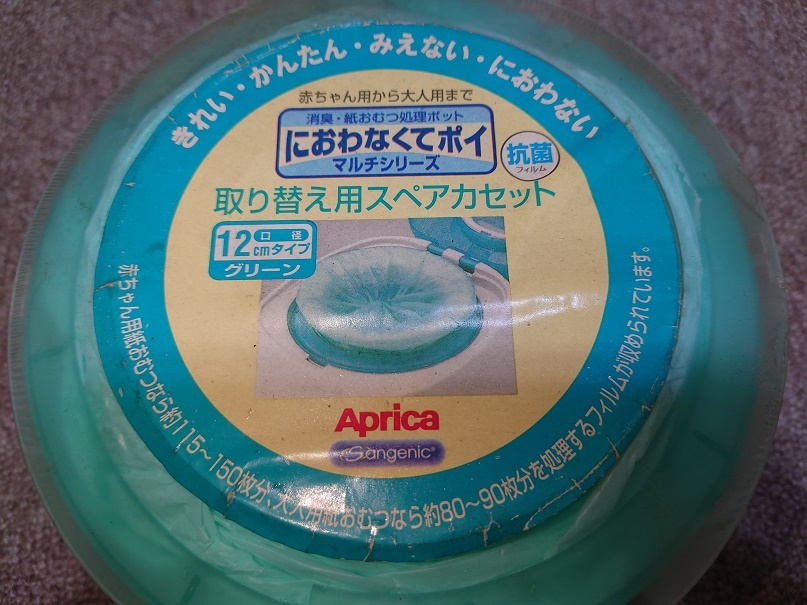 きれい・かんたん・みえない・におわない
赤ちゃん用から大人用まで
消臭・紙おむつ処理ポット
におわなくてポイ
マルチシリーズ
抗菌
フィルム
取り替え用スペアカセット
口径
12cmタイプ
グリーン
Aprica
Sangenic®
赤ちゃん用紙おむつなら約115〜150枚分、大人用紙おむつなら約80〜90枚分を処理するフィルムが収められています。